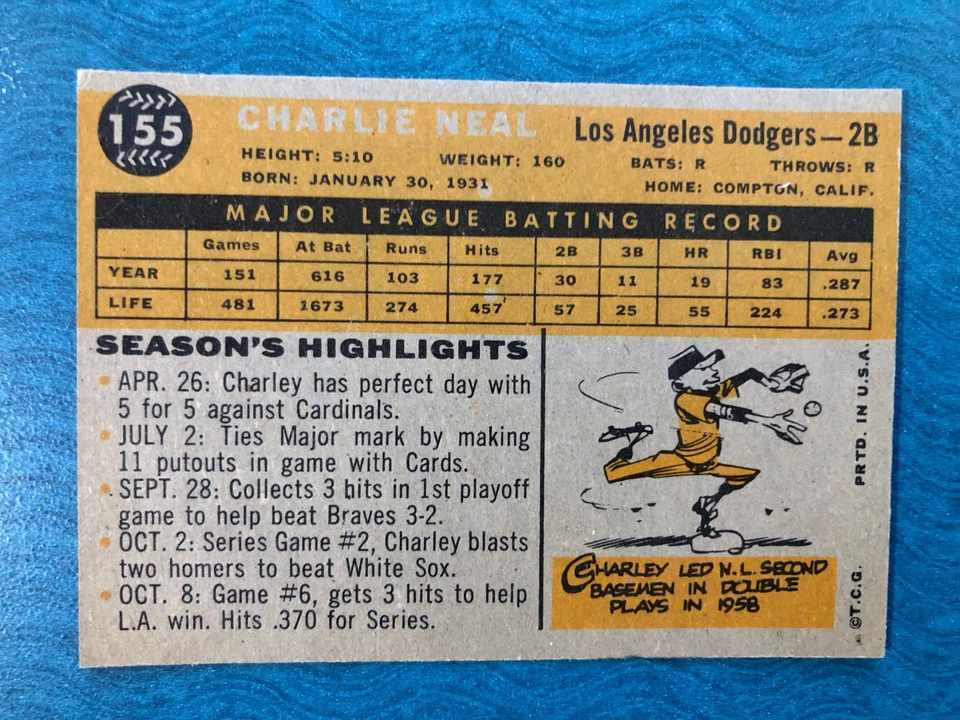 155
CHARLIE NEAL
Los Angeles Dodgers—2B
HEIGHT: 5:10 WEIGHT: 160 BATS: R THROWS: R
BORN: JANUARY 30, 1931 HOME: COMPTON, CALIF.
MAJOR LEAGUE BATTING RECORD
Games At Bat Runs Hits 2B 3B HR RBI Avg
YEAR 151 616 103 177 30 11 19 83 .287
LIFE 481 1673 274 457 57 25 55 224 .273
SEASON'S HIGHLIGHTS
• APR. 26: Charley has perfect day with
5 for 5 against Cardinals.
• JULY 2: Ties Major mark by making
11 putouts in game with Cards.
• SEPT. 28: Collects 3 hits in 1st playoff
game to help beat Braves 3-2.
• OCT. 2: Series Game #2, Charley blasts
two homers to beat White Sox.
• OCT. 8: Game #6, gets 3 hits to help
L.A. win. Hits .370 for Series.
CHARLEY LED N.L. SECOND
BASEMEN IN DOUBLE
PLAYS IN 1958
©T.C.G. PRTD. IN U.S.A.